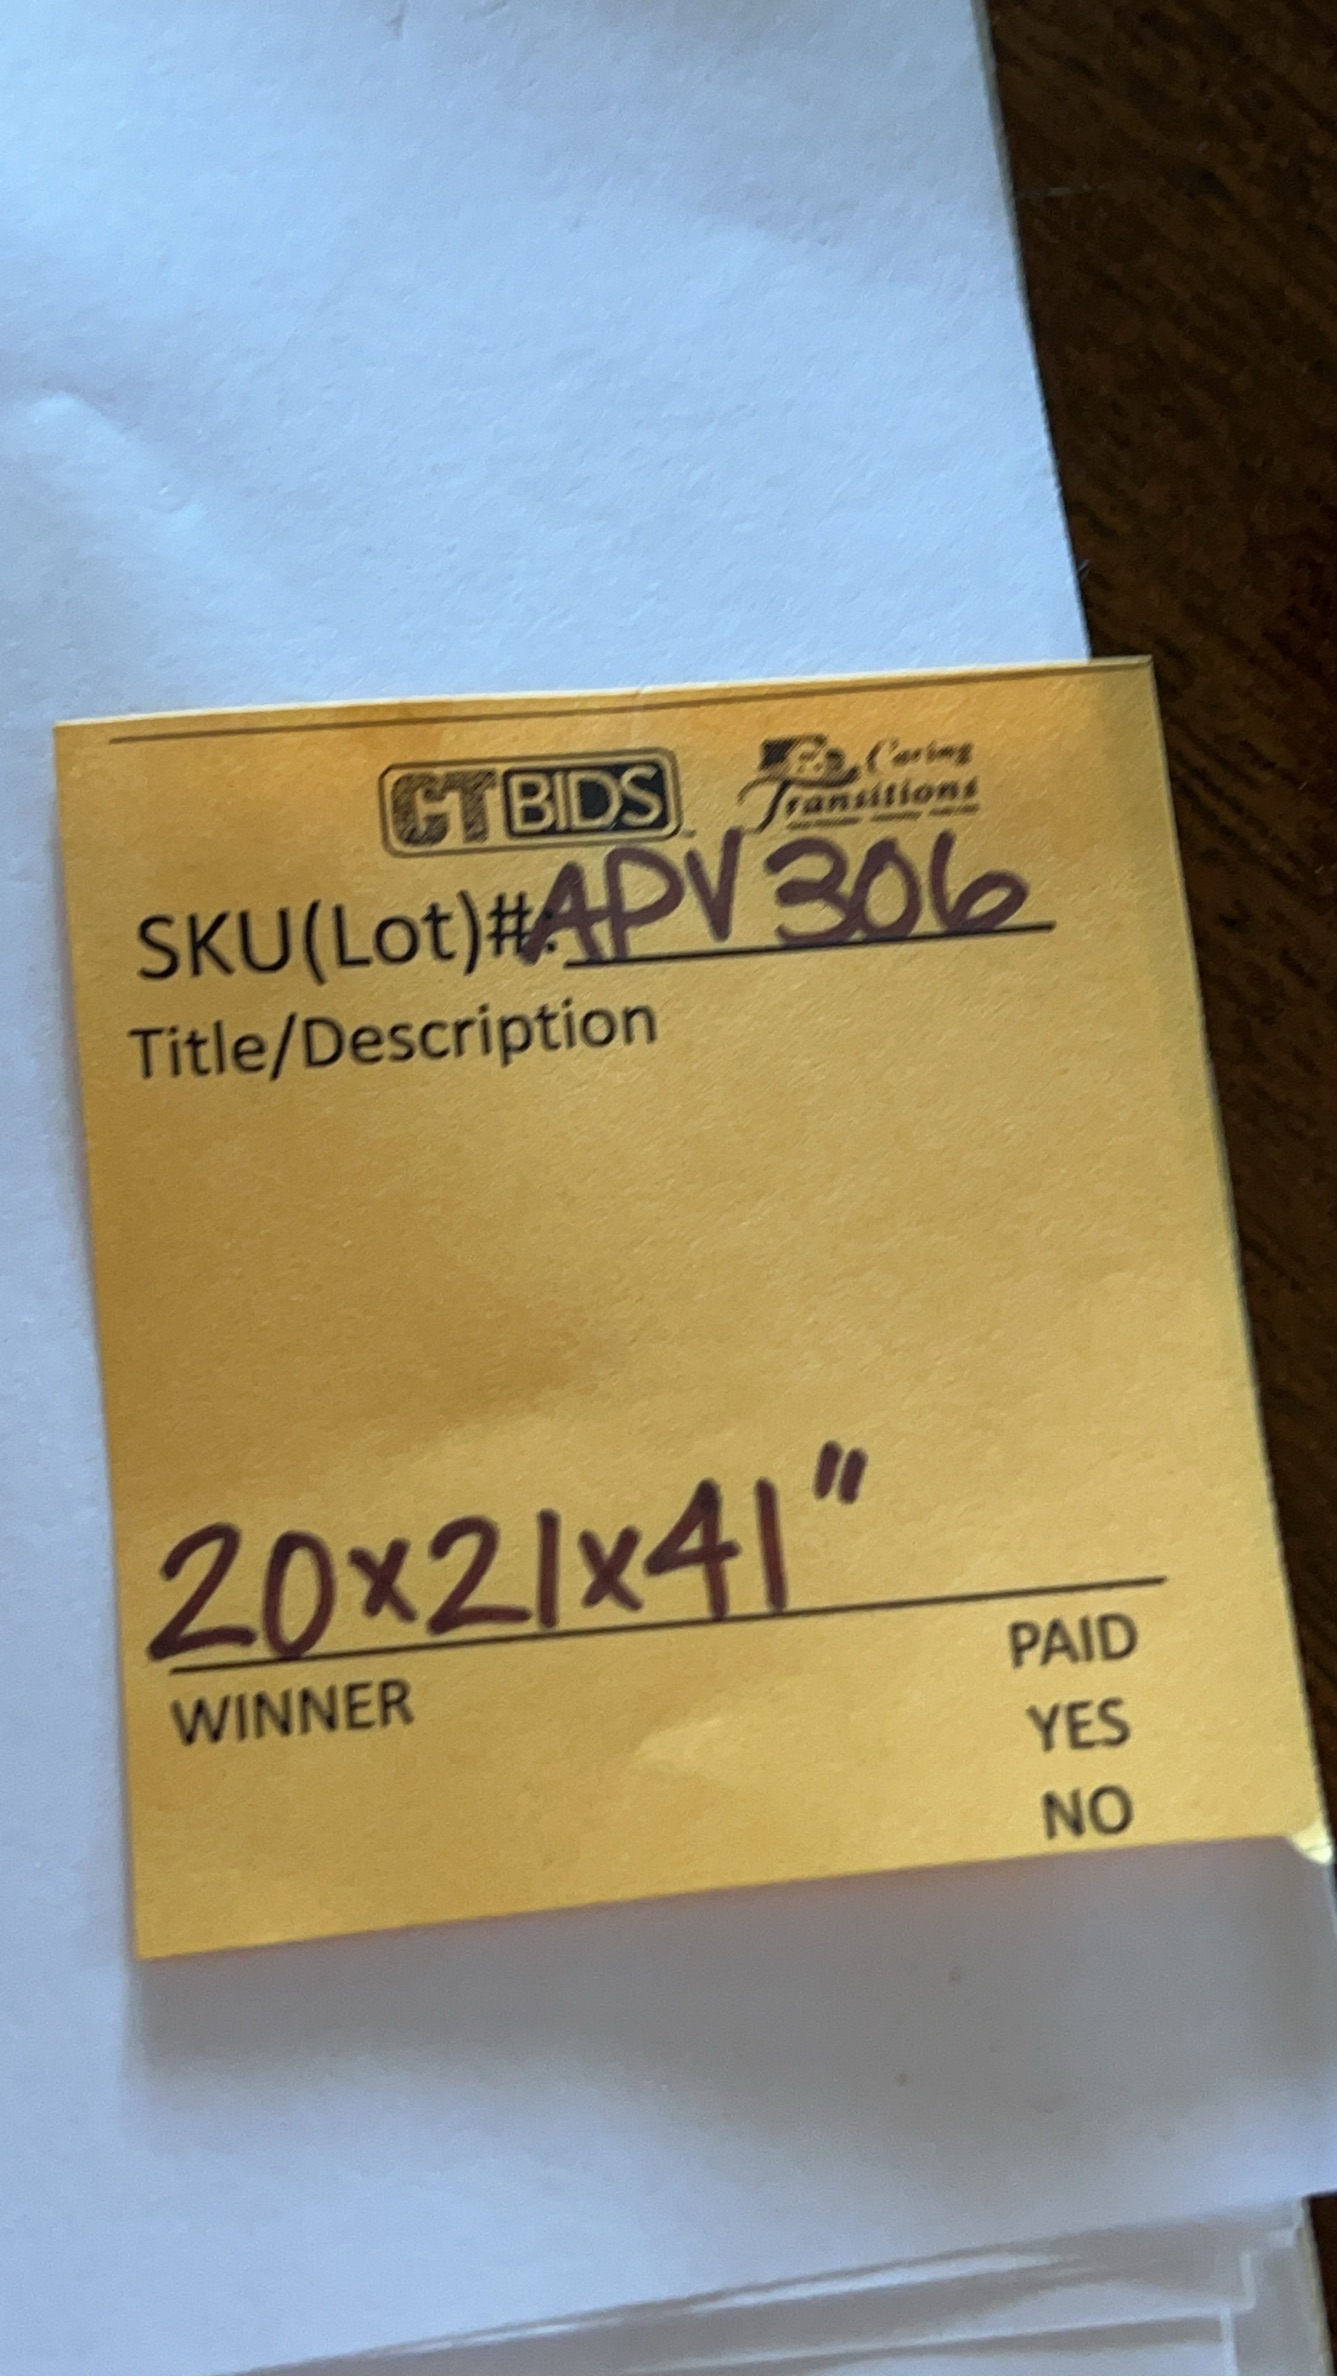 CTBIDS Caring
Transitions
SKU(Lot)#: APV306
Title/Description
20x21x41"
WINNER PAID
YES
NO